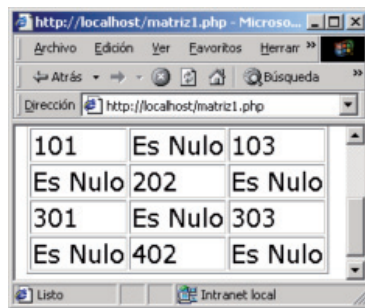 http://localhost/matriz1.php - Microso...
Archivo Edición Ver Favoritos Herrarr »
Atrás Búsqueda »
Dirección http://localhost/matriz1.php
101 Es Nulo 103
Es Nulo 202 Es Nulo
301 Es Nulo 303
Es Nulo 402 Es Nulo
Listo Intranet local